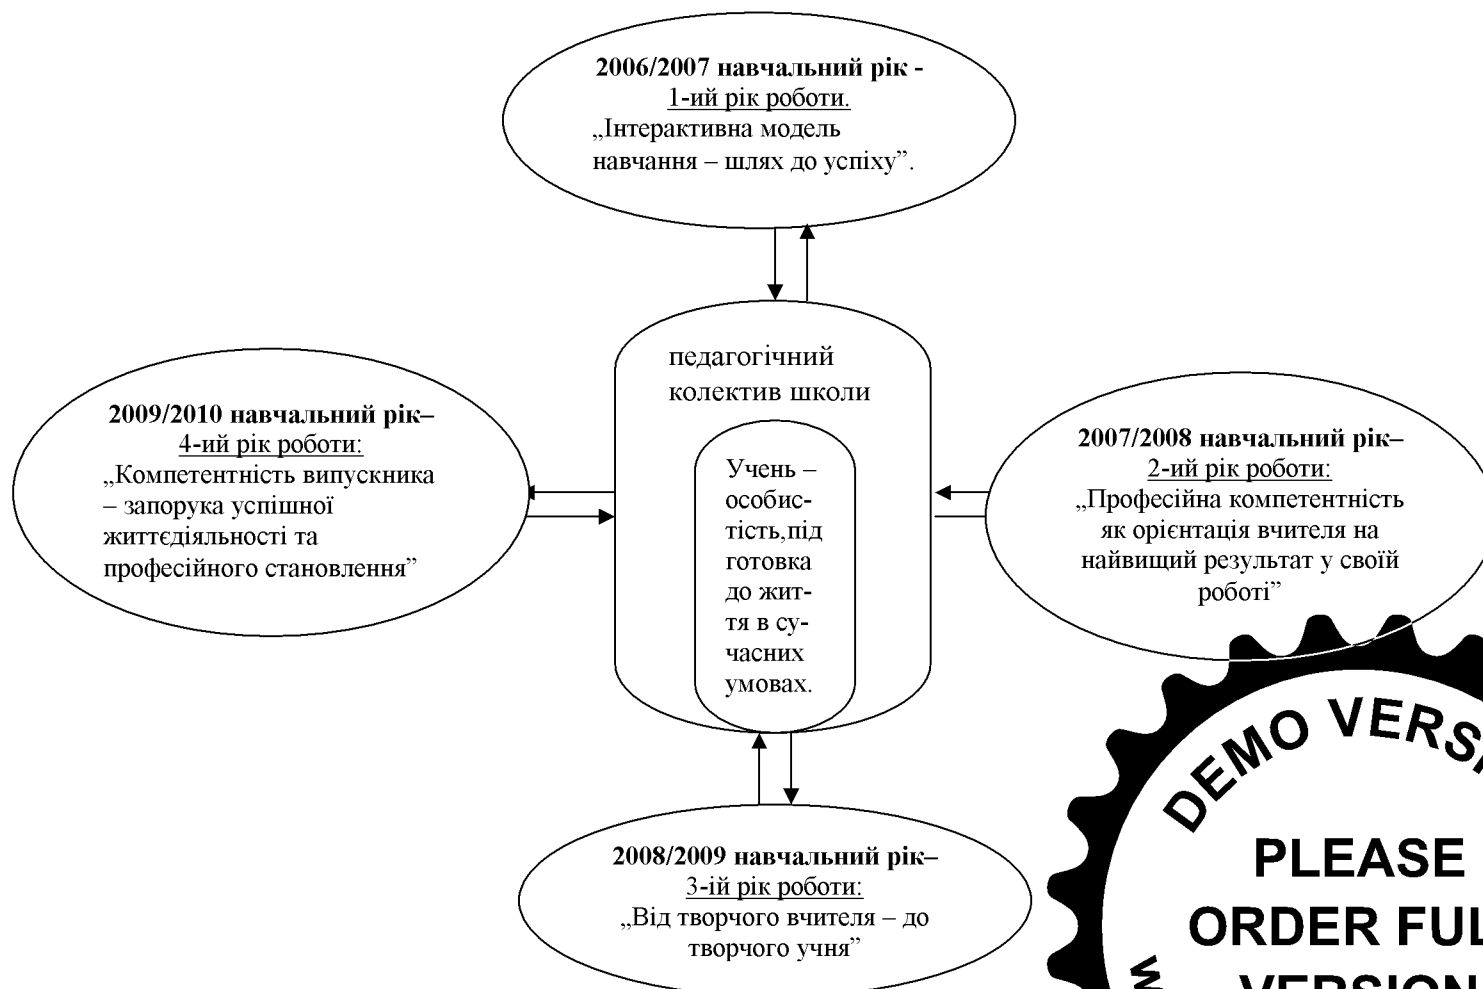 2006/2007 навчальний рік -
1-ий рік роботи.
„Інтерактивна модель
навчання – шлях до успіху”.
педагогічний
колектив школи
2009/2010 навчальний рік–
4-ий рік роботи:
„Компетентність випускника
– запорука успішної
життєдіяльності та
професійного становлення”
Учень –
особис-
тість,під
готовка
до жит-
тя в су-
часних
умовах.
2007/2008 навчальний рік–
2-ий рік роботи:
„Професійна компетентність
як орієнтація вчителя на
найвищий результат у своїй
роботі”
2008/2009 навчальний рік–
3-ій рік роботи:
„Від творчого вчителя – до
творчого учня”
DEMO VERSI
PLEASE
ORDER FUL
VERSION